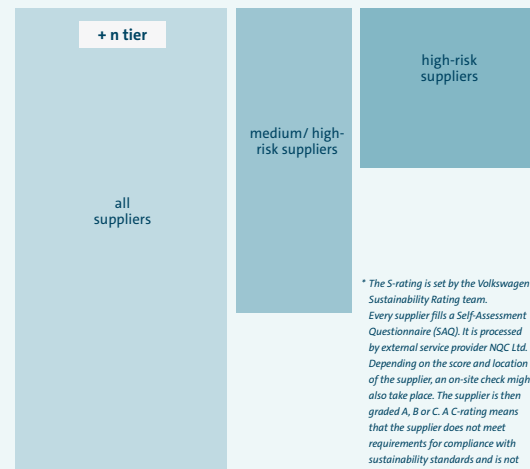 + n tier
high-risk
suppliers
medium/ high-
risk suppliers
all
suppliers
* The S-rating is set by the Volkswagen
Sustainability Rating team.
Every supplier fills a Self-Assessment
Questionnaire (SAQ). It is processed
by external service provider NQC Ltd.
Depending on the score and location
of the supplier, an on-site check migh
also take place. The supplier is then
graded A, B or C. A C-rating means
that the supplier does not meet
requirements for compliance with
sustainability standards and is not